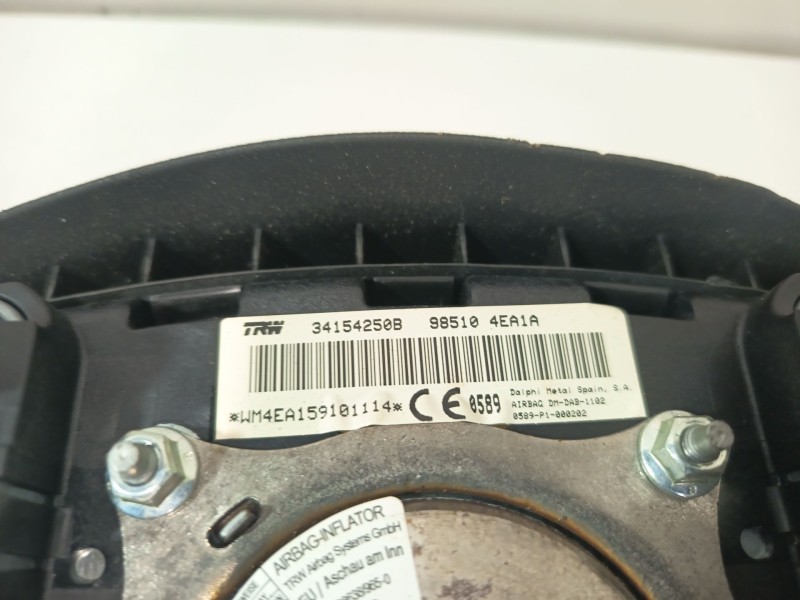 TRW 34154250B 98510 4EA1A
*WM4EA159101114* CE 0589
Dalphi Metal Spain, S.A.
AIRBAG DM-DAB-1102
0589-P1-000202
AIRBAG-INFLATOR
TRW Airbag Systems GmbH
/ Aschau am Inn